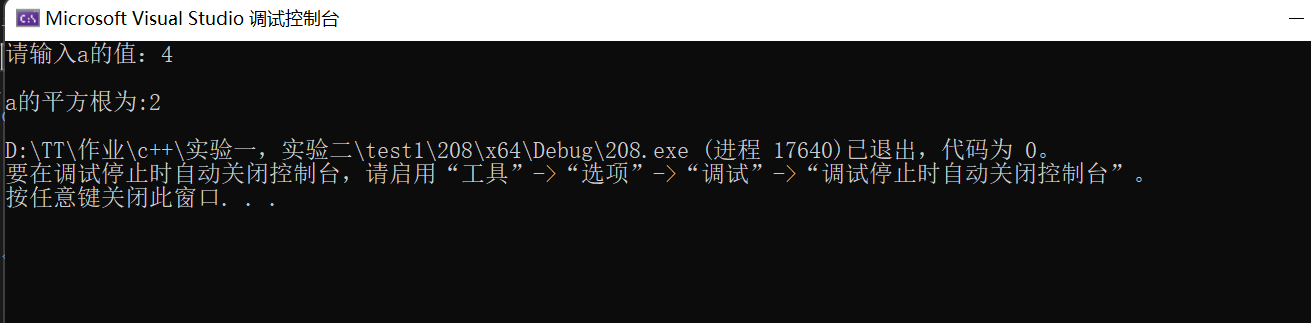 Microsoft Visual Studio 调试控制台
请输入a的值：4
a的平方根为:2
D:\TT\作业\c++\实验一，实验二\test1\208\x64\Debug\208.exe (进程 17640)已退出，代码为 0。
要在调试停止时自动关闭控制台，请启用“工具”->“选项”->“调试”->“调试停止时自动关闭控制台”。
按任意键关闭此窗口. . .